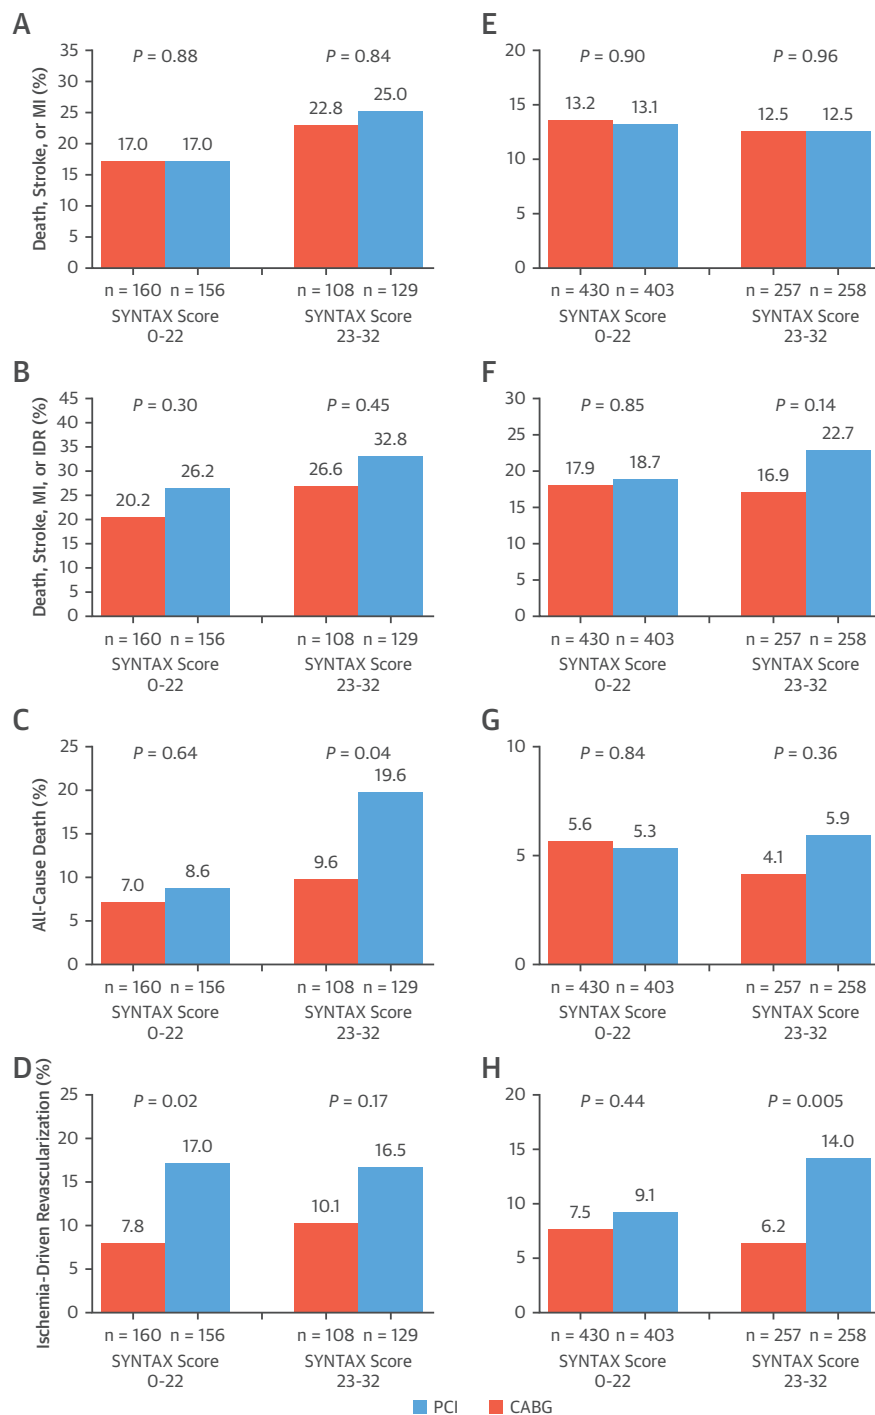 A
Death, Stroke, or MI (%)
35
30
25
20
15
10
5
0
P = 0.88
P = 0.84
17.0
17.0
22.8
25.0
n = 160 n = 156
n = 108 n = 129
SYNTAX Score
0-22
SYNTAX Score
23-32
E
20
15
10
5
0
P = 0.90
P = 0.96
13.2
13.1
12.5
12.5
n = 430 n = 403
n = 257 n = 258
SYNTAX Score
0-22
SYNTAX Score
23-32
B
Death, Stroke, MI, or IDR (%)
45
40
35
30
25
20
15
10
5
0
P = 0.30
P = 0.45
20.2
26.2
26.6
32.8
n = 160 n = 156
n = 108 n = 129
SYNTAX Score
0-22
SYNTAX Score
23-32
F
30
25
20
15
10
5
0
P = 0.85
P = 0.14
17.9
18.7
16.9
22.7
n = 430 n = 403
n = 257 n = 258
SYNTAX Score
0-22
SYNTAX Score
23-32
C
All-Cause Death (%)
25
20
15
10
5
0
P = 0.64
P = 0.04
7.0
8.6
9.6
19.6
n = 160 n = 156
n = 108 n = 129
SYNTAX Score
0-22
SYNTAX Score
23-32
G
10
5
0
P = 0.84
P = 0.36
5.6
5.3
4.1
5.9
n = 430 n = 403
n = 257 n = 258
SYNTAX Score
0-22
SYNTAX Score
23-32
D
Ischemia-Driven Revascularization (%)
25
20
15
10
5
0
P = 0.02
P = 0.17
7.8
17.0
10.1
16.5
n = 160 n = 156
n = 108 n = 129
SYNTAX Score
0-22
SYNTAX Score
23-32
H
20
15
10
5
0
P = 0.44
P = 0.005
7.5
9.1
6.2
14.0
n = 430 n = 403
n = 257 n = 258
SYNTAX Score
0-22
SYNTAX Score
23-32
PCI
CABG